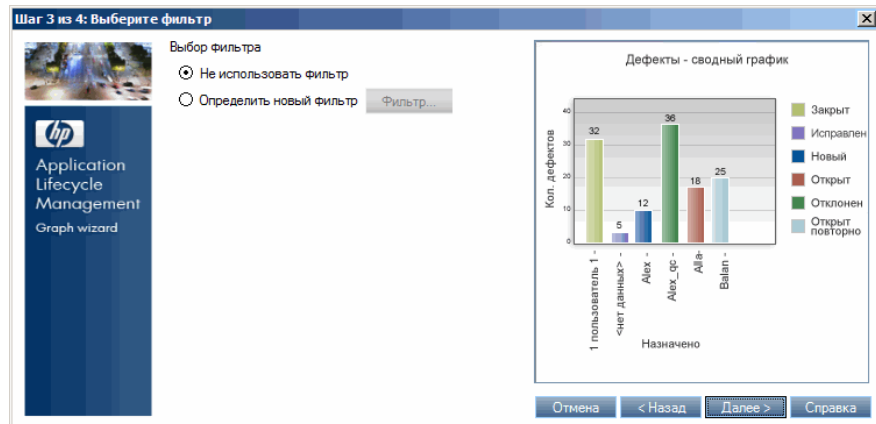 Шаг 3 из 4: Выберите фильтр
Выбор фильтра
Не использовать фильтр
Определить новый фильтр
Фильтр...
hp
Application
Lifecycle
Management
Graph wizard
Дефекты - сводный график
Кол. дефектов
40
30
20
10
0
32
5
12
36
18
25
1 пользователь 1 -
<нет данных> -
Alex -
Alex_qc -
Alla-
Balan -
Назначено
Закрыт
Исправлен
Новый
Открыт
Отклонен
Открыт
повторно
Отмена
< Назад
Далее >
Справка